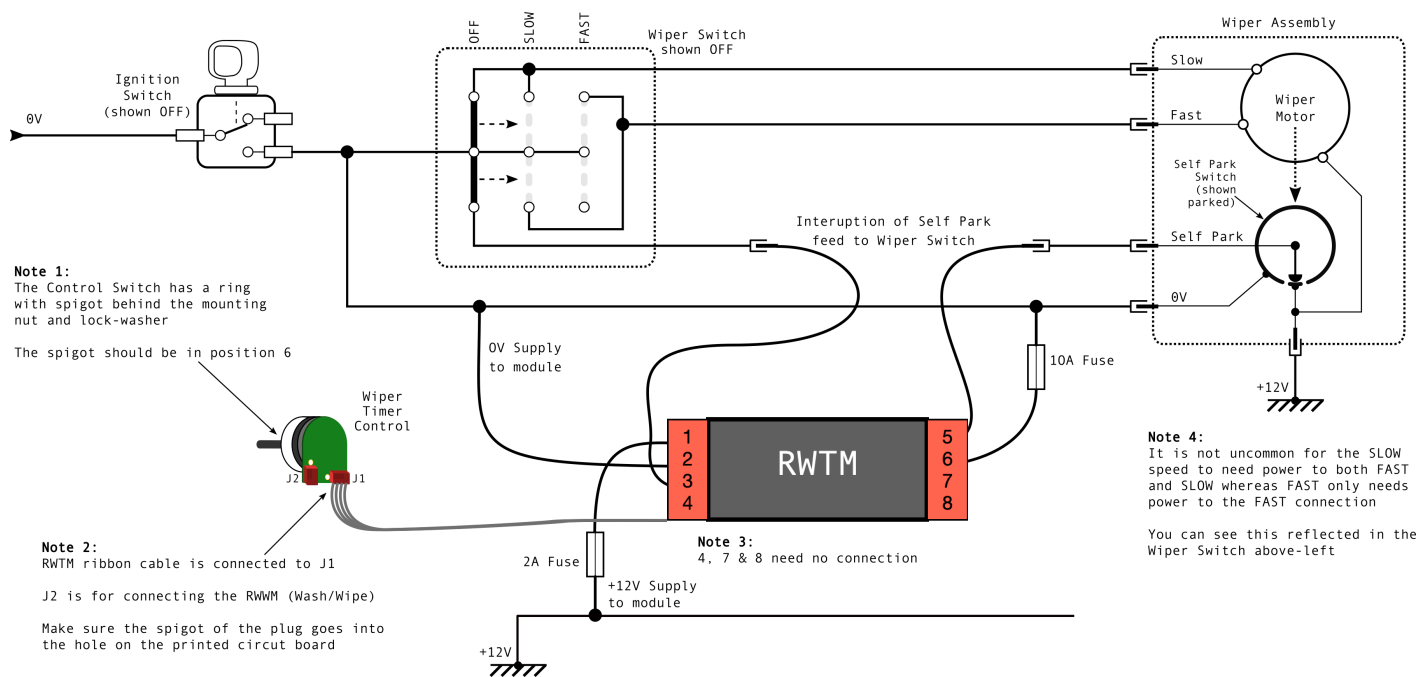 OFF
SLOW
FAST
Wiper Switch
shown OFF
Wiper Assembly
Ignition
Switch
(shown OFF)
0V
Slow
Fast
Wiper
Motor
Self Park
Switch
(shown
parked)
Self Park
0V
+12V
Interuption of Self Park
feed to Wiper Switch
Note 1:
The Control Switch has a ring
with spigot behind the mounting
nut and lock-washer
The spigot should be in position 6
0V Supply
to module
10A Fuse
Wiper
Timer
Control
J2
J1
1
2
3
4
RWTM
5
6
7
8
Note 2:
RWTM ribbon cable is connected to J1
J2 is for connecting the RWWM (Wash/Wipe)
Make sure the spigot of the plug goes into
the hole on the printed circut board
2A Fuse
+12V Supply
to module
+12V
Note 3:
4, 7 & 8 need no connection
Note 4:
It is not uncommon for the SLOW
speed to need power to both FAST
and SLOW whereas FAST only needs
power to the FAST connection
You can see this reflected in the
Wiper Switch above-left